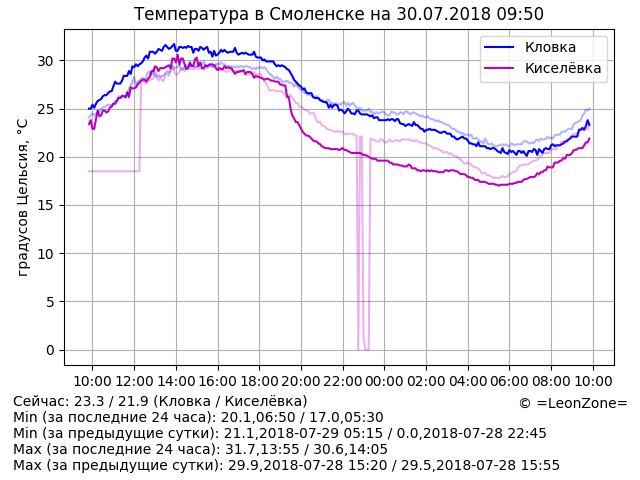 Температура в Смоленске на 30.07.2018 09:50
Кловка
Киселёвка
градусов Цельсия, °C
30
25
20
15
10
5
0
10:00 12:00 14:00 16:00 18:00 20:00 22:00 00:00 02:00 04:00 06:00 08:00 10:00
Сейчас: 23.3 / 21.9 (Кловка / Киселёвка)
© =LeonZone=
Min (за последние 24 часа): 20.1,06:50 / 17.0,05:30
Min (за предыдущие сутки): 21.1,2018-07-29 05:15 / 0.0,2018-07-28 22:45
Max (за последние 24 часа): 31.7,13:55 / 30.6,14:05
Max (за предыдущие сутки): 29.9,2018-07-28 15:20 / 29.5,2018-07-28 15:55